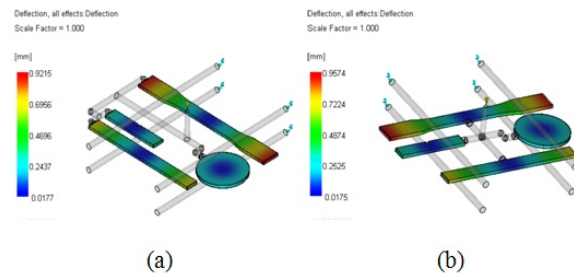 Deflection, all effects:Deflection
Scale Factor = 1.000
[mm]
0.9215
0.6956
0.4696
0.2437
0.0177
(a)
Deflection, all effects:Deflection
Scale Factor = 1.000
[mm]
0.9574
0.7224
0.4874
0.2525
0.0175
(b)